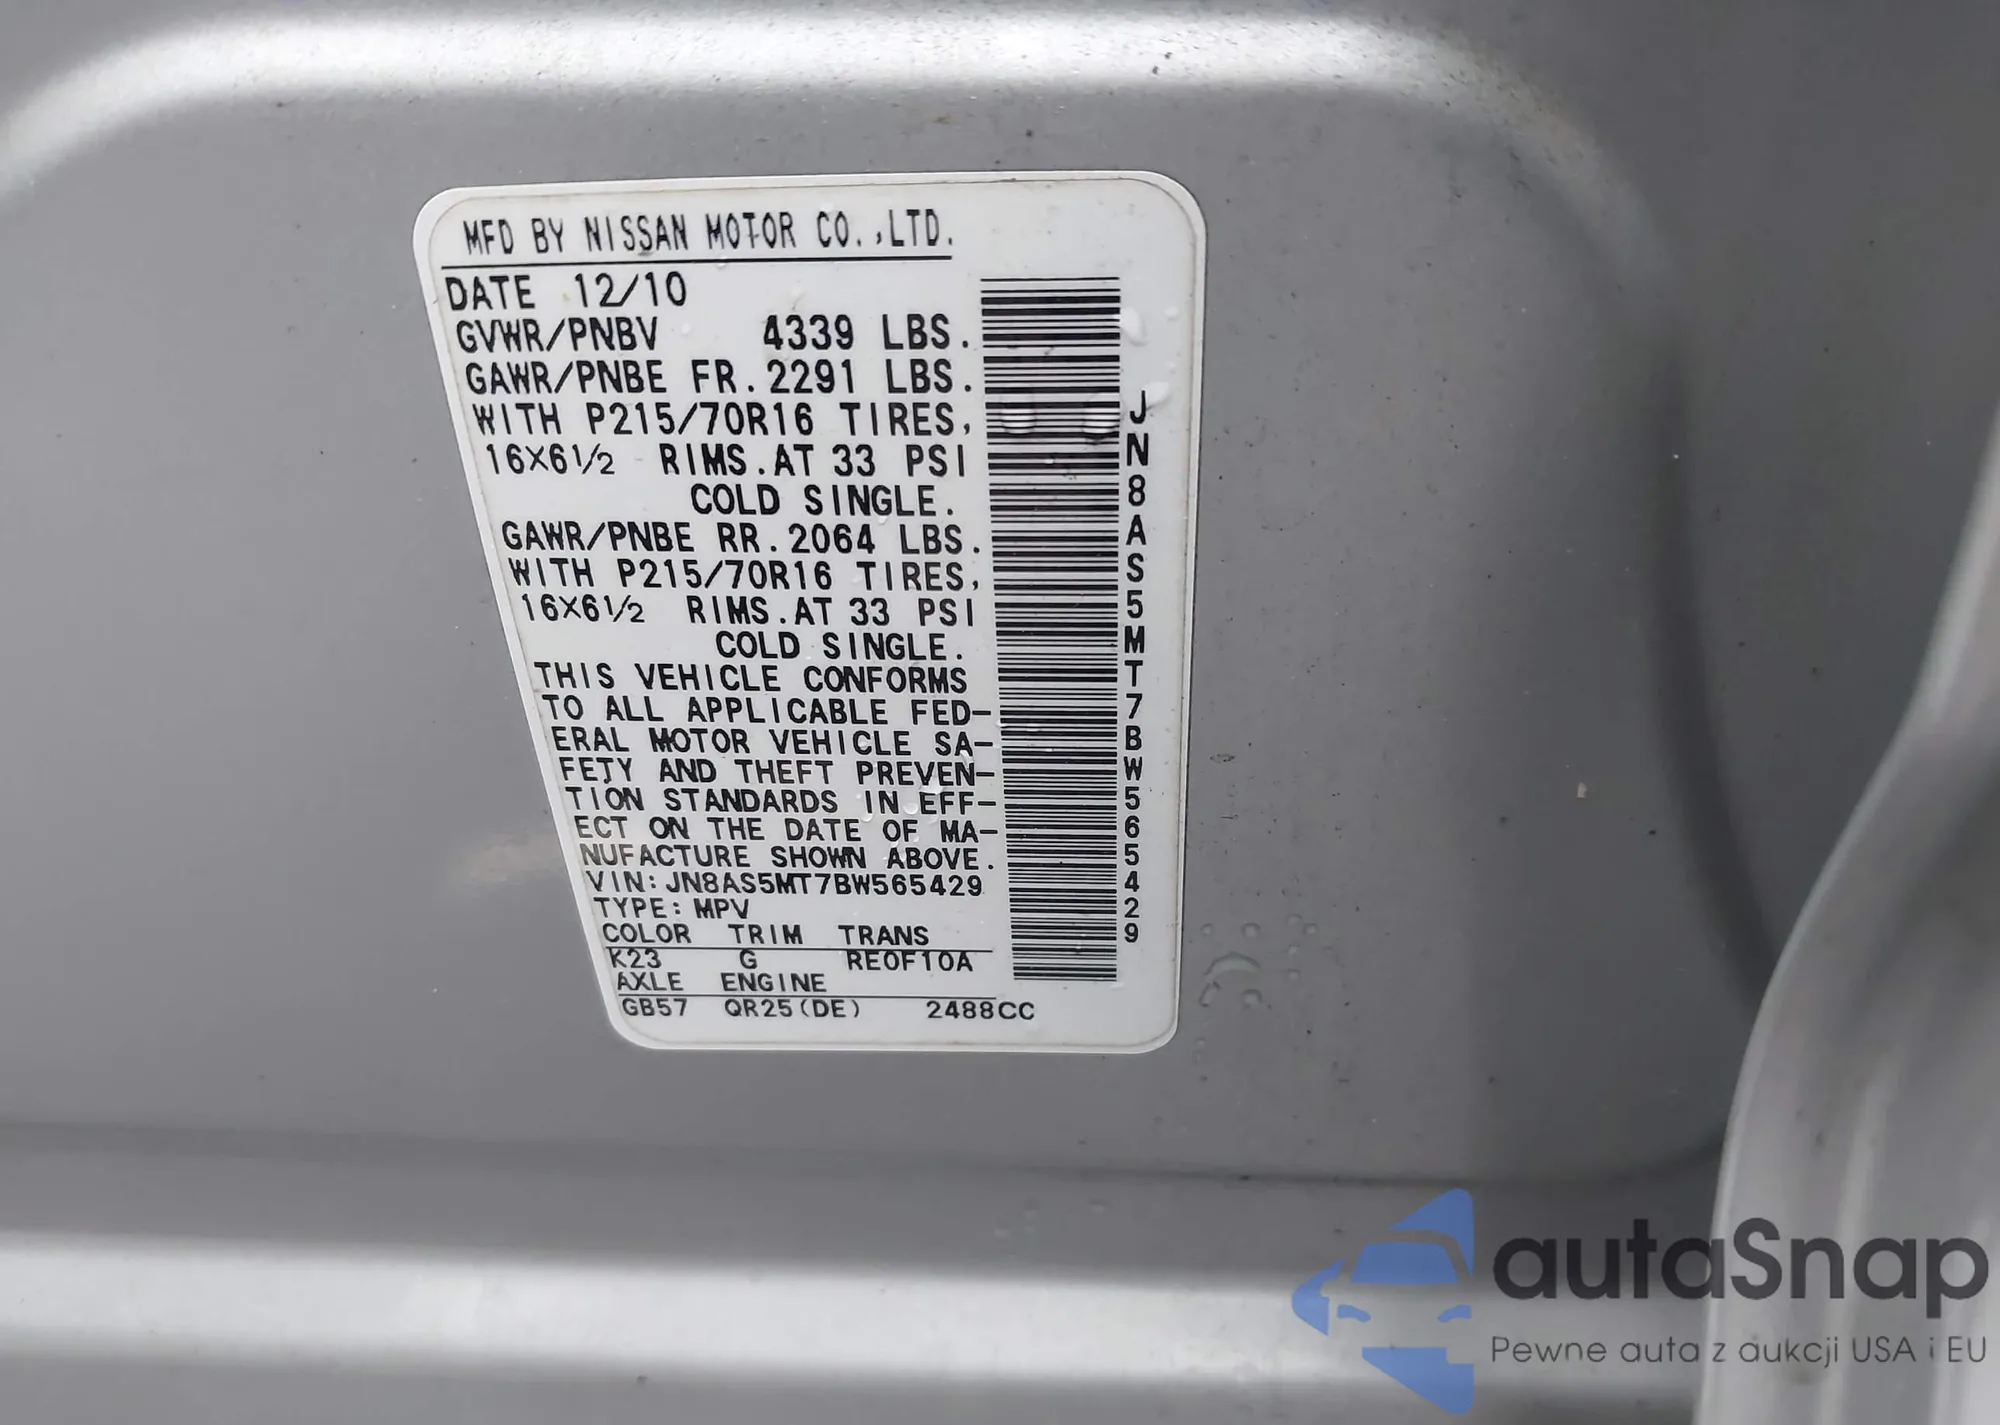 MFD BY NISSAN MOTOR CO.,LTD.
DATE 12/10
GVWR/PNBV 4339 LBS.
GAWR/PNBE FR.2291 LBS.
WITH P215/70R16 TIRES,
16X6½ RIMS.AT 33 PSI
COLD SINGLE.
GAWR/PNBE RR.2064 LBS.
WITH P215/70R16 TIRES,
16X6½ RIMS.AT 33 PSI
COLD SINGLE.
THIS VEHICLE CONFORMS
TO ALL APPLICABLE FED-
ERAL MOTOR VEHICLE SA-
FETY AND THEFT PREVEN-
TION STANDARDS IN EFF-
ECT ON THE DATE OF MA-
NUFACTURE SHOWN ABOVE.
VIN:JN8AS5MT7BW565429
TYPE:MPV
COLOR TRIM TRANS
K23 G RE0F10A
AXLE ENGINE
GB57 QR25(DE) 2488CC
JN8AS5MT7BW565429
autaSnap
Pewne auta z aukcji USA i EU